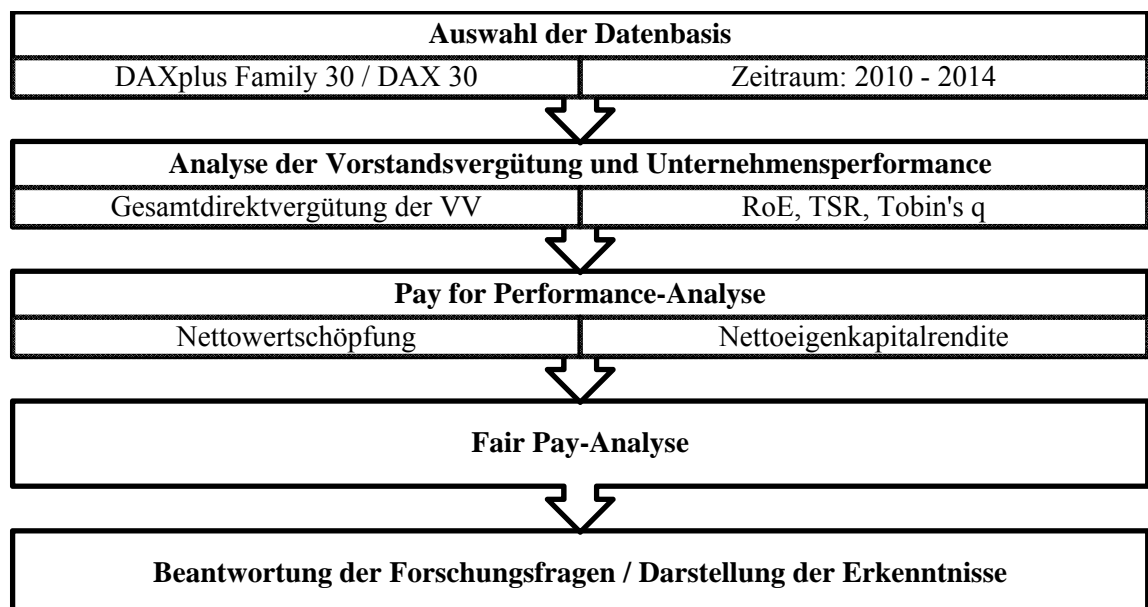 Auswahl der Datenbasis
DAXplus Family 30 / DAX 30
Zeitraum: 2010 - 2014
Analyse der Vorstandsvergütung und Unternehmensperformance
Gesamtdirektvergütung der VV
RoE, TSR, Tobin's q
Pay for Performance-Analyse
Nettowertschöpfung
Nettoeigenkapitalrendite
Fair Pay-Analyse
Beantwortung der Forschungsfragen / Darstellung der Erkenntnisse